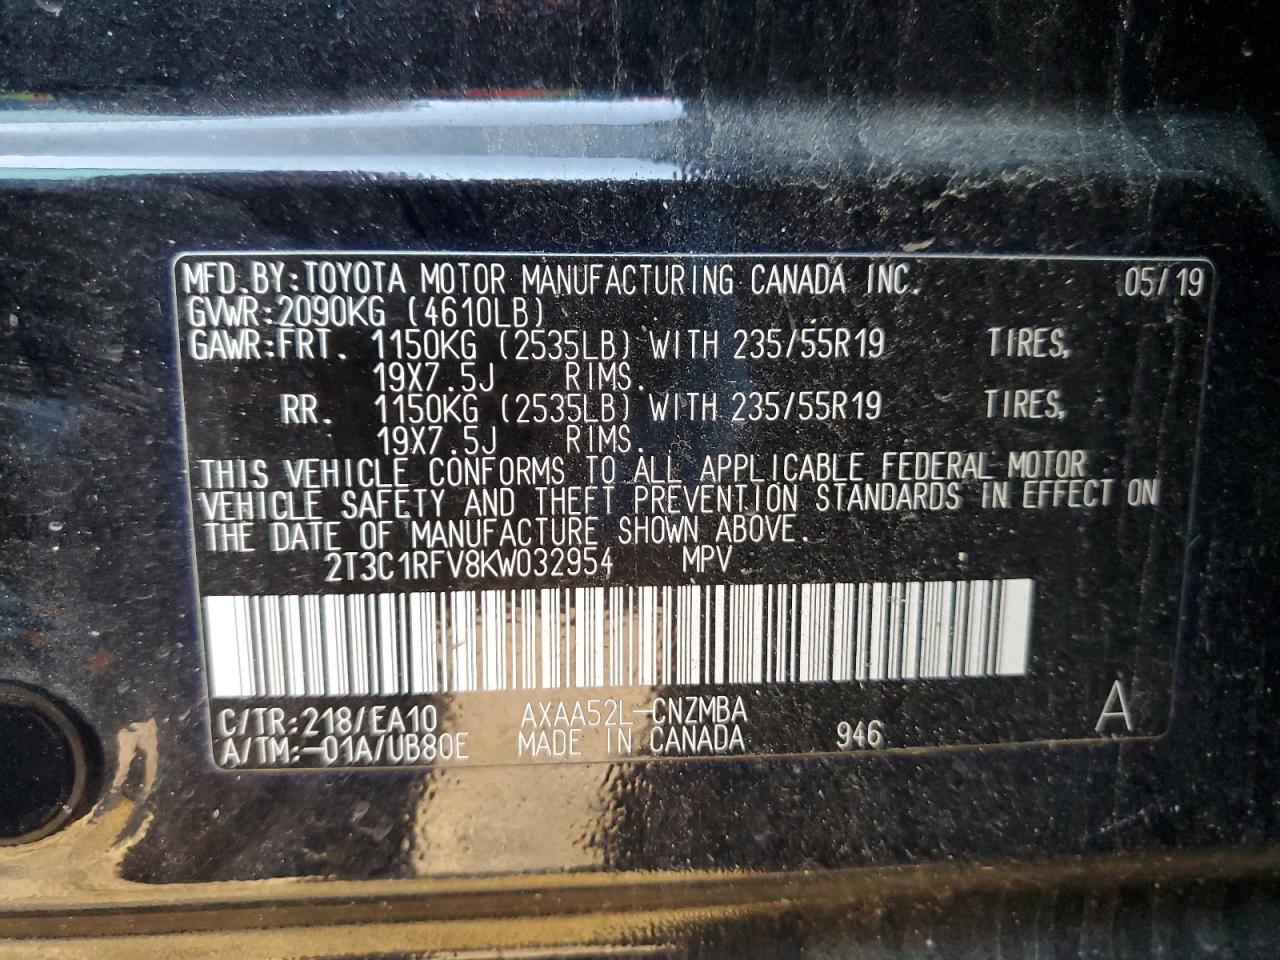 MFD.BY:TOYOTA MOTOR MANUFACTURING CANADA INC. 05/19
GVWR:2090KG (4610LB)
GAWR:FRT. 1150KG (2535LB) WITH 235/55R19 TIRES,
19X7.5J RIMS.
RR. 1150KG (2535LB) WITH 235/55R19 TIRES,
19X7.5J RIMS.
THIS VEHICLE CONFORMS TO ALL APPLICABLE FEDERAL MOTOR
VEHICLE SAFETY AND THEFT PREVENTION STANDARDS IN EFFECT ON
THE DATE OF MANUFACTURE SHOWN ABOVE.
2T3C1RFV8KW032954 MPV
C/TR:218/EA10 AXAA52L-CNZMBA A
A/TM:-01A/UB80E MADE IN CANADA 946